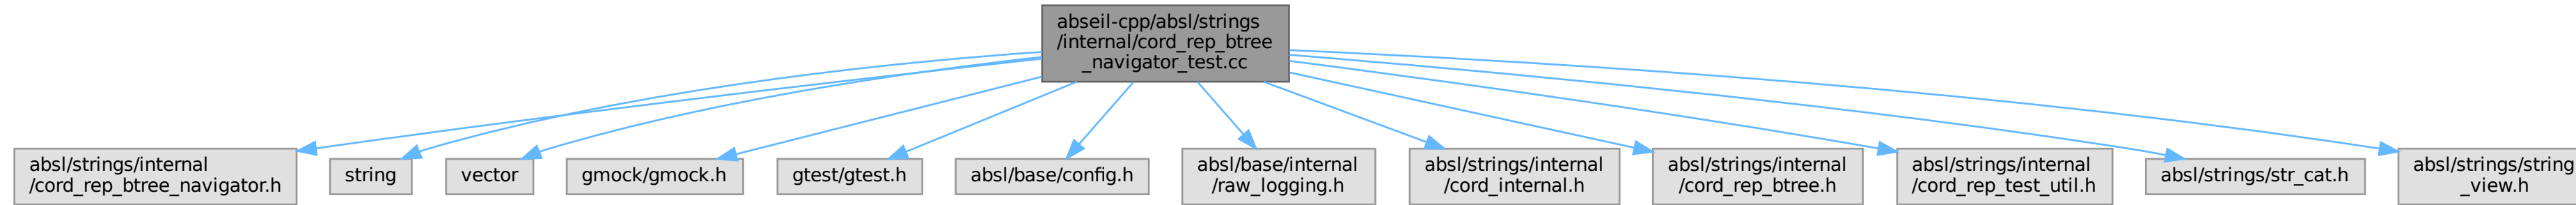 abseil-cpp/absl/strings
/internal/cord_rep_btree
_navigator_test.cc
absl/strings/internal
/cord_rep_btree_navigator.h
string
vector
gmock/gmock.h
gtest/gtest.h
absl/base/config.h
absl/base/internal
/raw_logging.h
absl/strings/internal
/cord_internal.h
absl/strings/internal
/cord_rep_btree.h
absl/strings/internal
/cord_rep_test_util.h
absl/strings/str_cat.h
absl/strings/string
_view.h